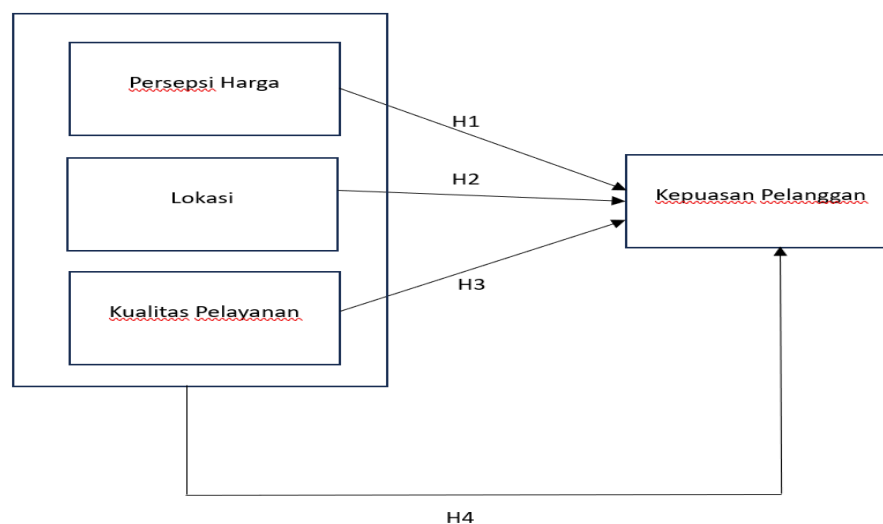 Persepsi Harga
H1
Lokasi
H2
Kepuasan Pelanggan
Kualitas Pelayanan
H3
H4